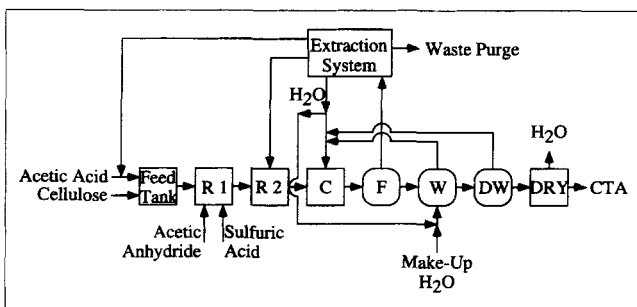 Extraction
System
Waste Purge
H2O
H2O
Acetic Acid
Cellulose
Feed
Tank
R 1
R 2
C
F
W
DW
DRY
CTA
Acetic
Anhydride
Sulfuric
Acid
Make-Up
H2O